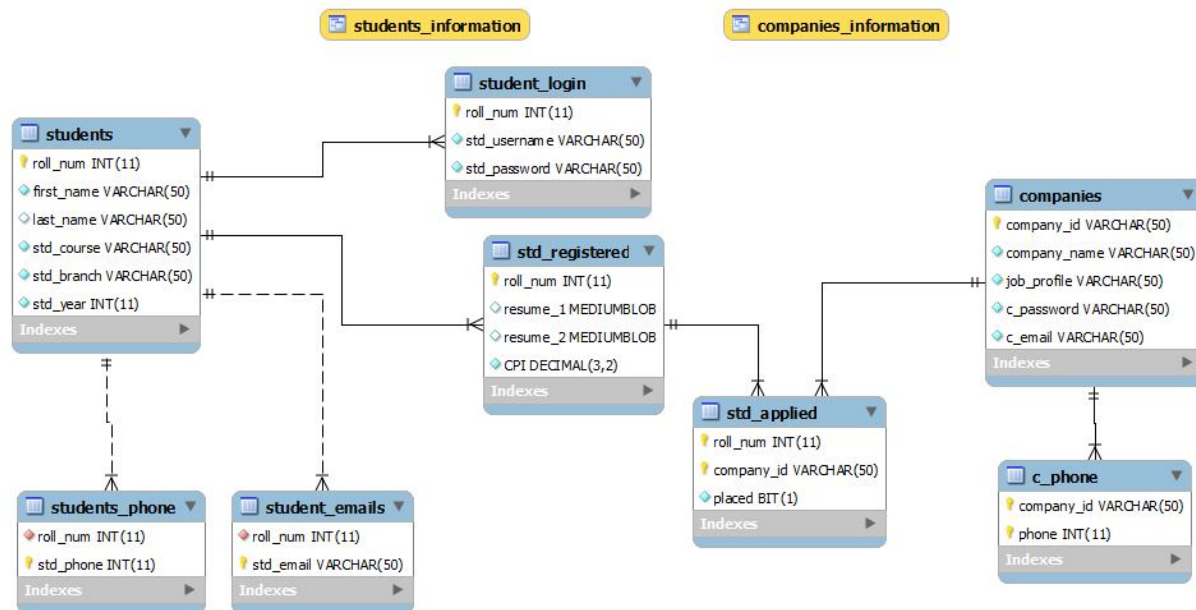 students_information
companies_information
student_login
roll_num INT(11)
std_username VARCHAR(50)
std_password VARCHAR(50)
Indexes
students
roll_num INT(11)
first_name VARCHAR(50)
last_name VARCHAR(50)
std_course VARCHAR(50)
std_branch VARCHAR(50)
std_year INT(11)
Indexes
companies
company_id VARCHAR(50)
company_name VARCHAR(50)
job_profile VARCHAR(50)
c_password VARCHAR(50)
c_email VARCHAR(50)
Indexes
std_registered
roll_num INT(11)
resume_1 MEDIUMBLOB
resume_2 MEDIUMBLOB
CPI DECIMAL(3,2)
Indexes
std_applied
roll_num INT(11)
company_id VARCHAR(50)
placed BIT(1)
Indexes
c_phone
company_id VARCHAR(50)
phone INT(11)
Indexes
students_phone
roll_num INT(11)
std_phone INT(11)
Indexes
student_emails
roll_num INT(11)
std_email VARCHAR(50)
Indexes